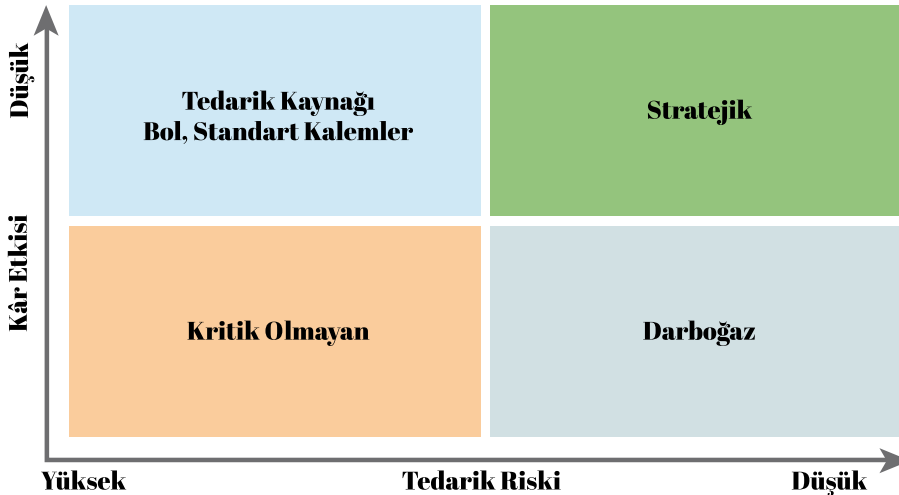 Düşük
Kâr Etkisi
Tedarik Kaynağı
Bol, Standart Kalemler
Stratejik
Kritik Olmayan
Darboğaz
Yüksek
Tedarik Riski
Düşük